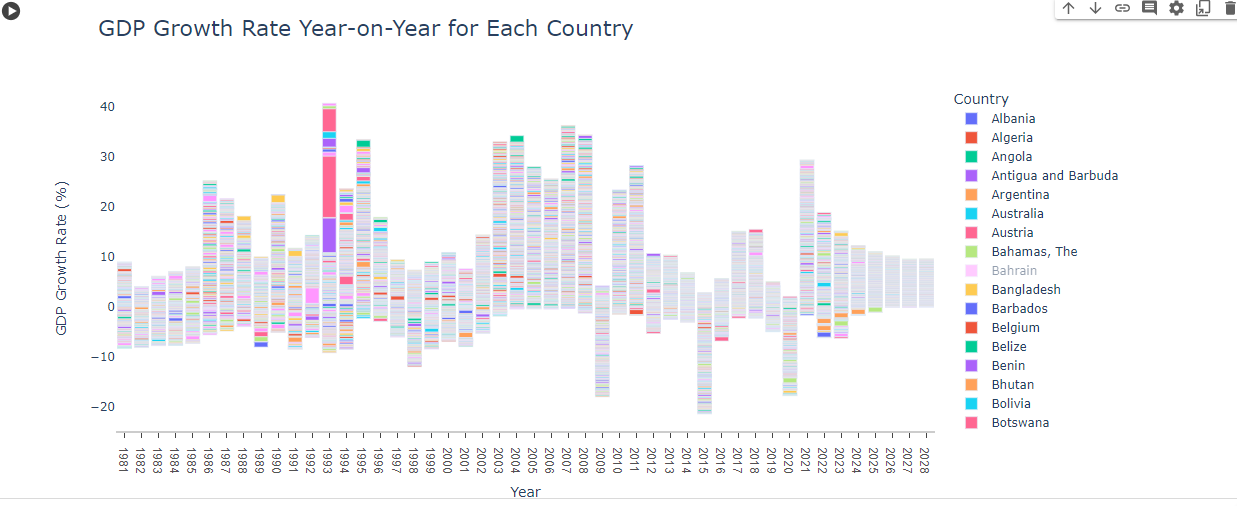 GDP Growth Rate Year-on-Year for Each Country
Country
Albania
Algeria
Angola
Antigua and Barbuda
Argentina
Australia
Austria
Bahamas, The
Bahrain
Bangladesh
Barbados
Belgium
Belize
Benin
Bhutan
Bolivia
Botswana
GDP Growth Rate (%)
40
30
20
10
0
−10
−20
1981
1982
1983
1984
1985
1986
1987
1988
1989
1990
1991
1992
1993
1994
1995
1996
1997
1998
1999
2000
2001
2002
2003
2004
2005
2006
2007
2008
2009
2010
2011
2012
2013
2014
2015
2016
2017
2018
2019
2020
2021
2022
2023
2024
2025
2026
2027
2028
Year